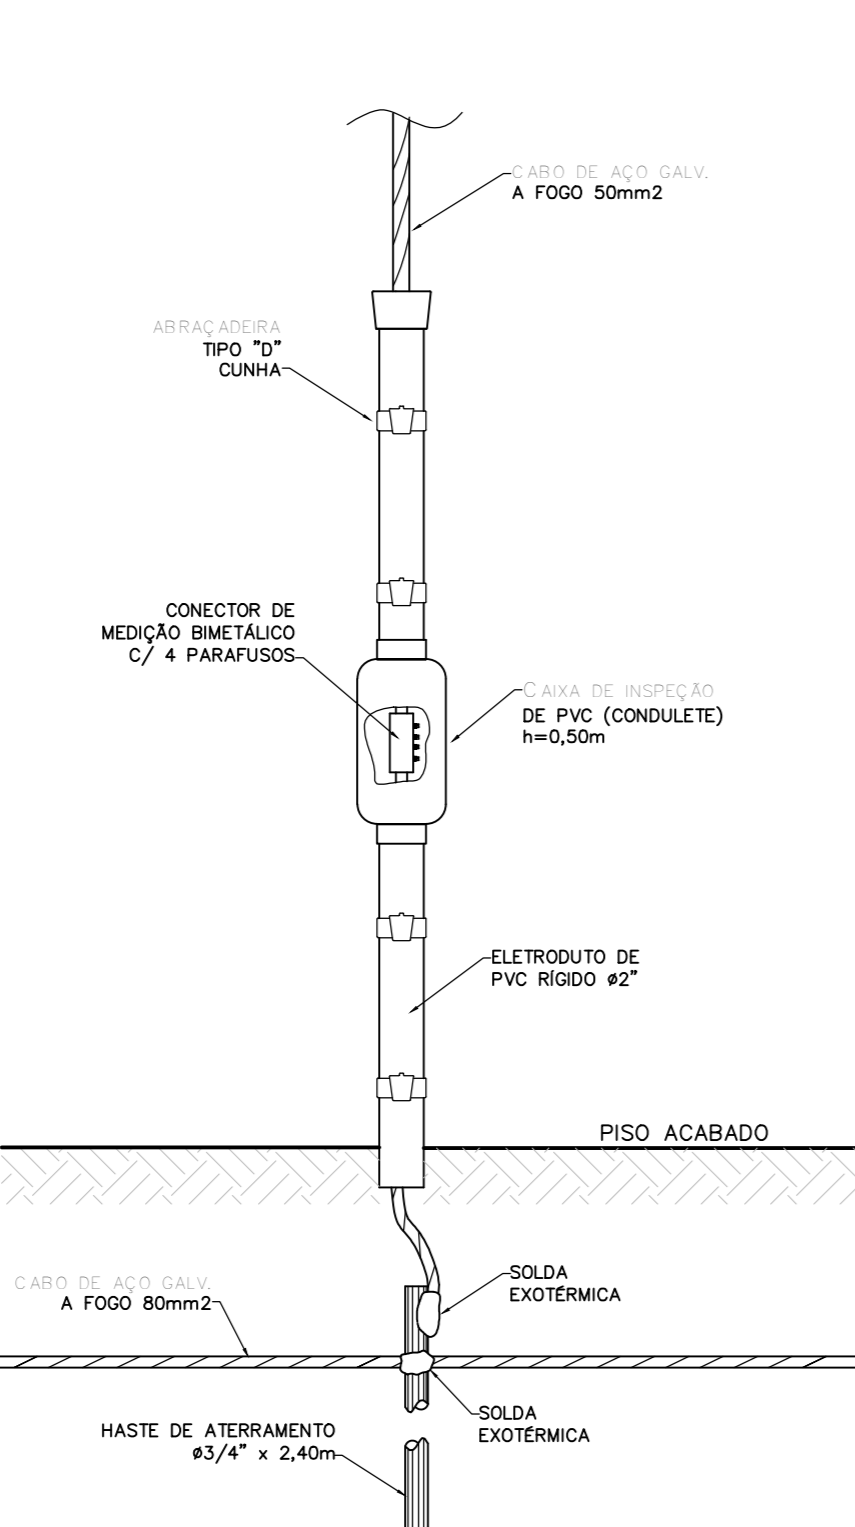 CABO DE AÇO GALV.
A FOGO 50mm2
ABRAÇADEIRA
TIPO "D"
CUNHA
CONECTOR DE
MEDIÇÃO BIMETÁLICO
C/ 4 PARAFUSOS
CAIXA DE INSPEÇÃO
DE PVC (CONDULETE)
h=0,50m
ELETRODUTO DE
PVC RÍGIDO ø2"
PISO ACABADO
SOLDA
EXOTÉRMICA
CABO DE AÇO GALV.
A FOGO 80mm2
SOLDA
EXOTÉRMICA
HASTE DE ATERRAMENTO
ø3/4" x 2,40m